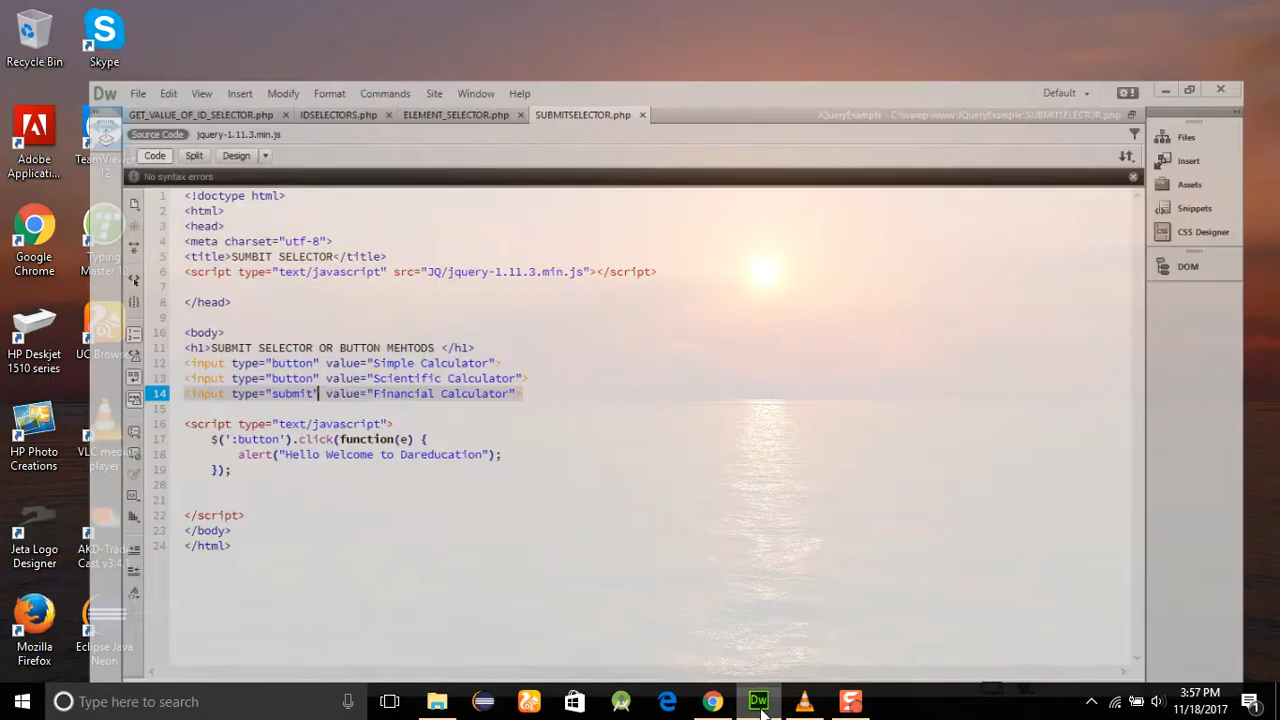 Recycle Bin
Skype
Adobe
Applicati...
TeamViewer
12
Google
Chrome
Typing
Master 10
HP Deskjet
1510 series
UC Browser
HP Photo
Creations
VLC media
player
Jeta Logo
Designer
AKD-Trade
Cast v3.4.
Mozilla
Firefox
Eclipse Java
Neon
Dw File Edit View Insert Modify Format Commands Site Window Help Default
GET_VALUE_OF_ID_SELECTOR.php IDSELECTORS.php ELEMENT_SELECTOR.php SUBMITSELECTOR.php JQueryExample - C:\wamp\www\JQueryExample\SUBMITSELECTOR.php
Source Code jquery-1.11.3.min.js
Code Split Design
No syntax errors
1 <!doctype html>
2 <html>
3 <head>
4 <meta charset="utf-8">
5 <title>SUMBIT SELECTOR</title>
6 <script type="text/javascript" src="JQ/jquery-1.11.3.min.js"></script>
7
8 </head>
9
10 <body>
11 <h1>SUBMIT SELECTOR OR BUTTON MEHTODS </h1>
12 <input type="button" value="Simple Calculator">
13 <input type="button" value="Scientific Calculator">
14 <input type="submit" value="Financial Calculator">
15
16 <script type="text/javascript">
17 $(':button').click(function(e) {
18 alert("Hello Welcome to Dareducation");
19 });
20
21
22 </script>
23 </body>
24 </html>
Files
Insert
Assets
Snippets
CSS Designer
DOM
Type here to search
Dw
3:57 PM
11/18/2017
1